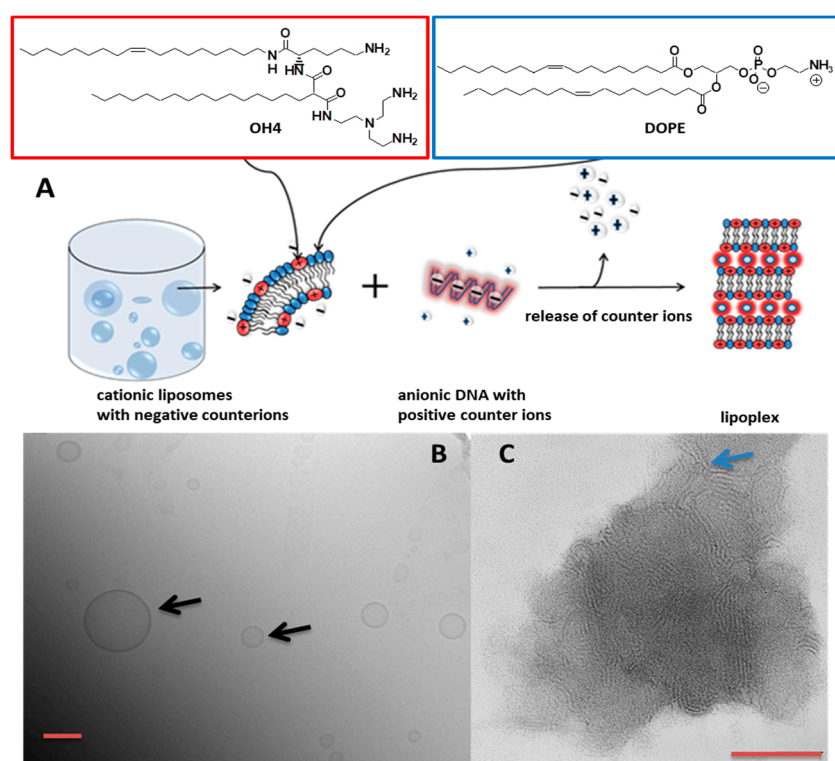 O
NH2
N
H
HN
O
O
HN
N
NH2
NH2
OH4
O
O
O
O
O
P
O
O
NH3
DOPE
A
release of counter ions
cationic liposomes
with negative counterions
anionic DNA with
positive counter ions
lipoplex
B
C